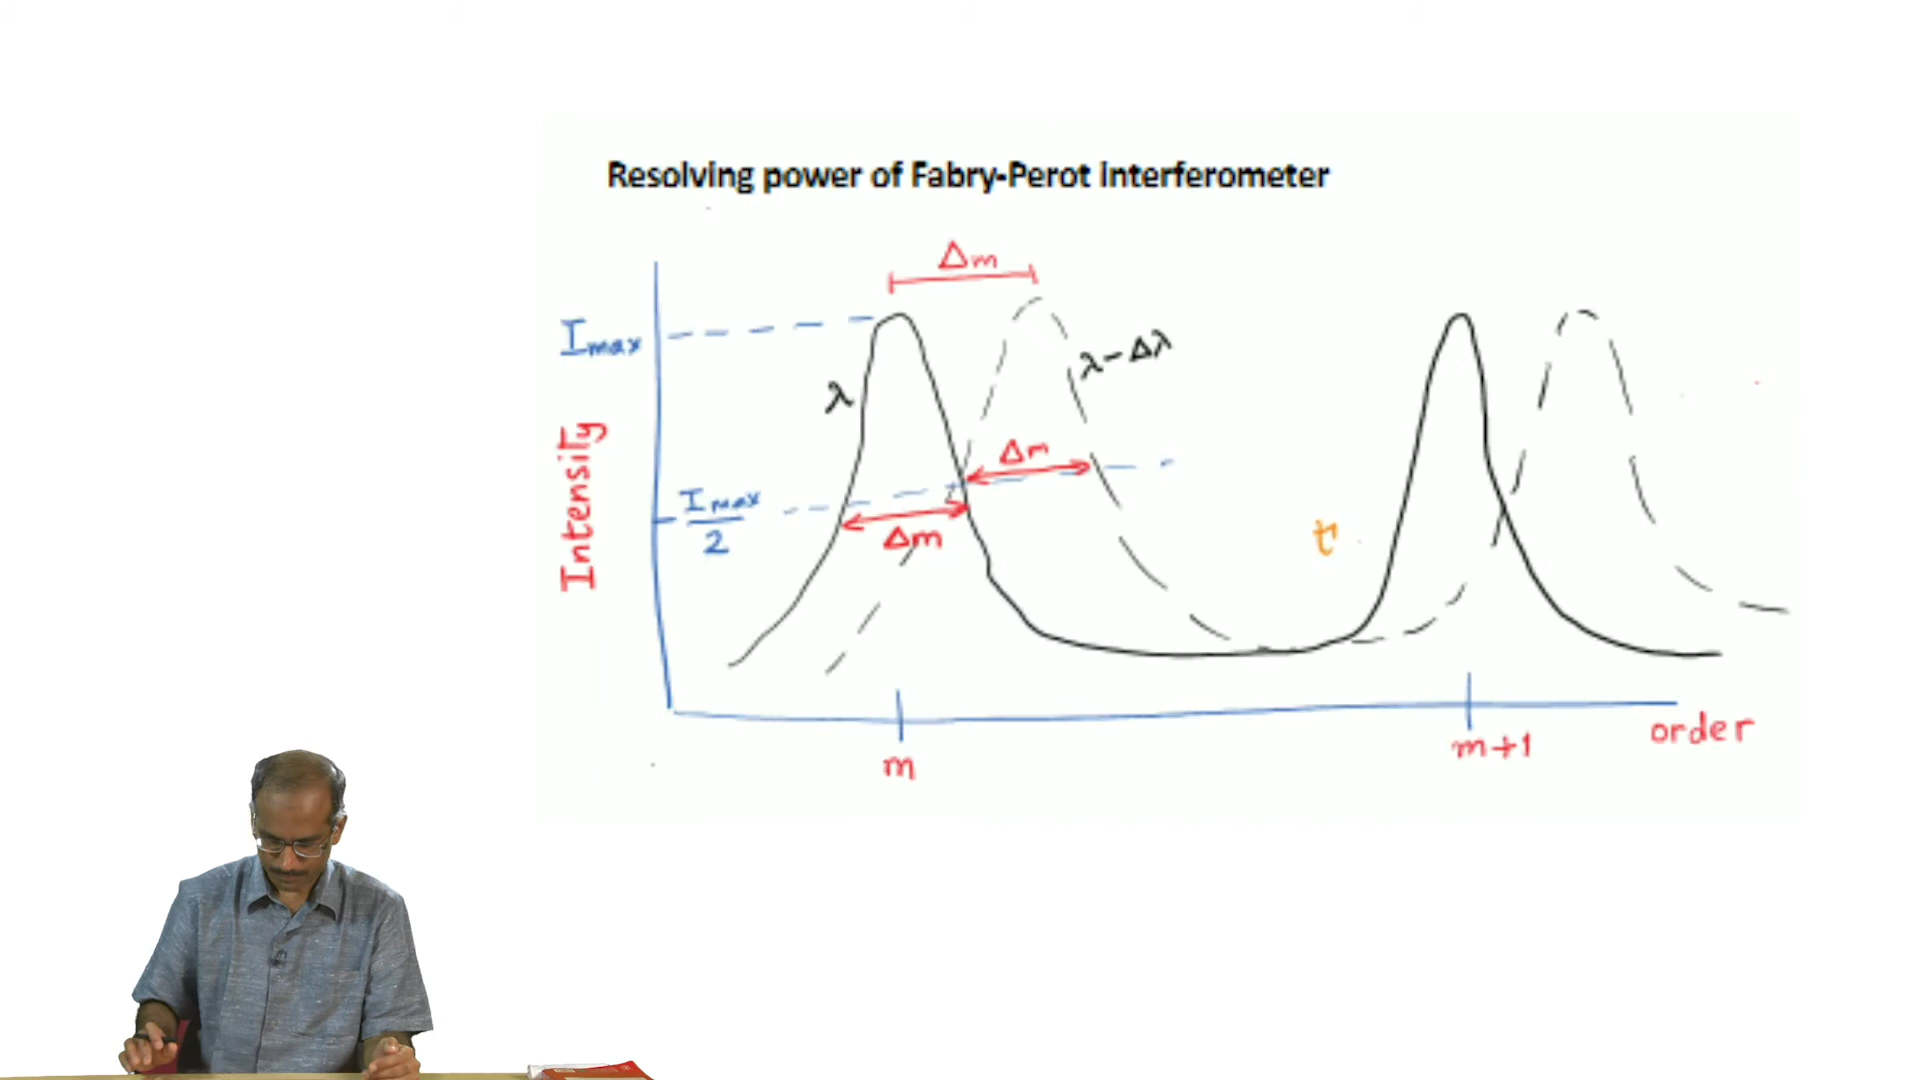 Resolving power of Fabry-Perot interferometer
Δm
Imax
λ
λ-Δλ
Intensity
Δm
Imax
2
Δm
t
order
m
m+1